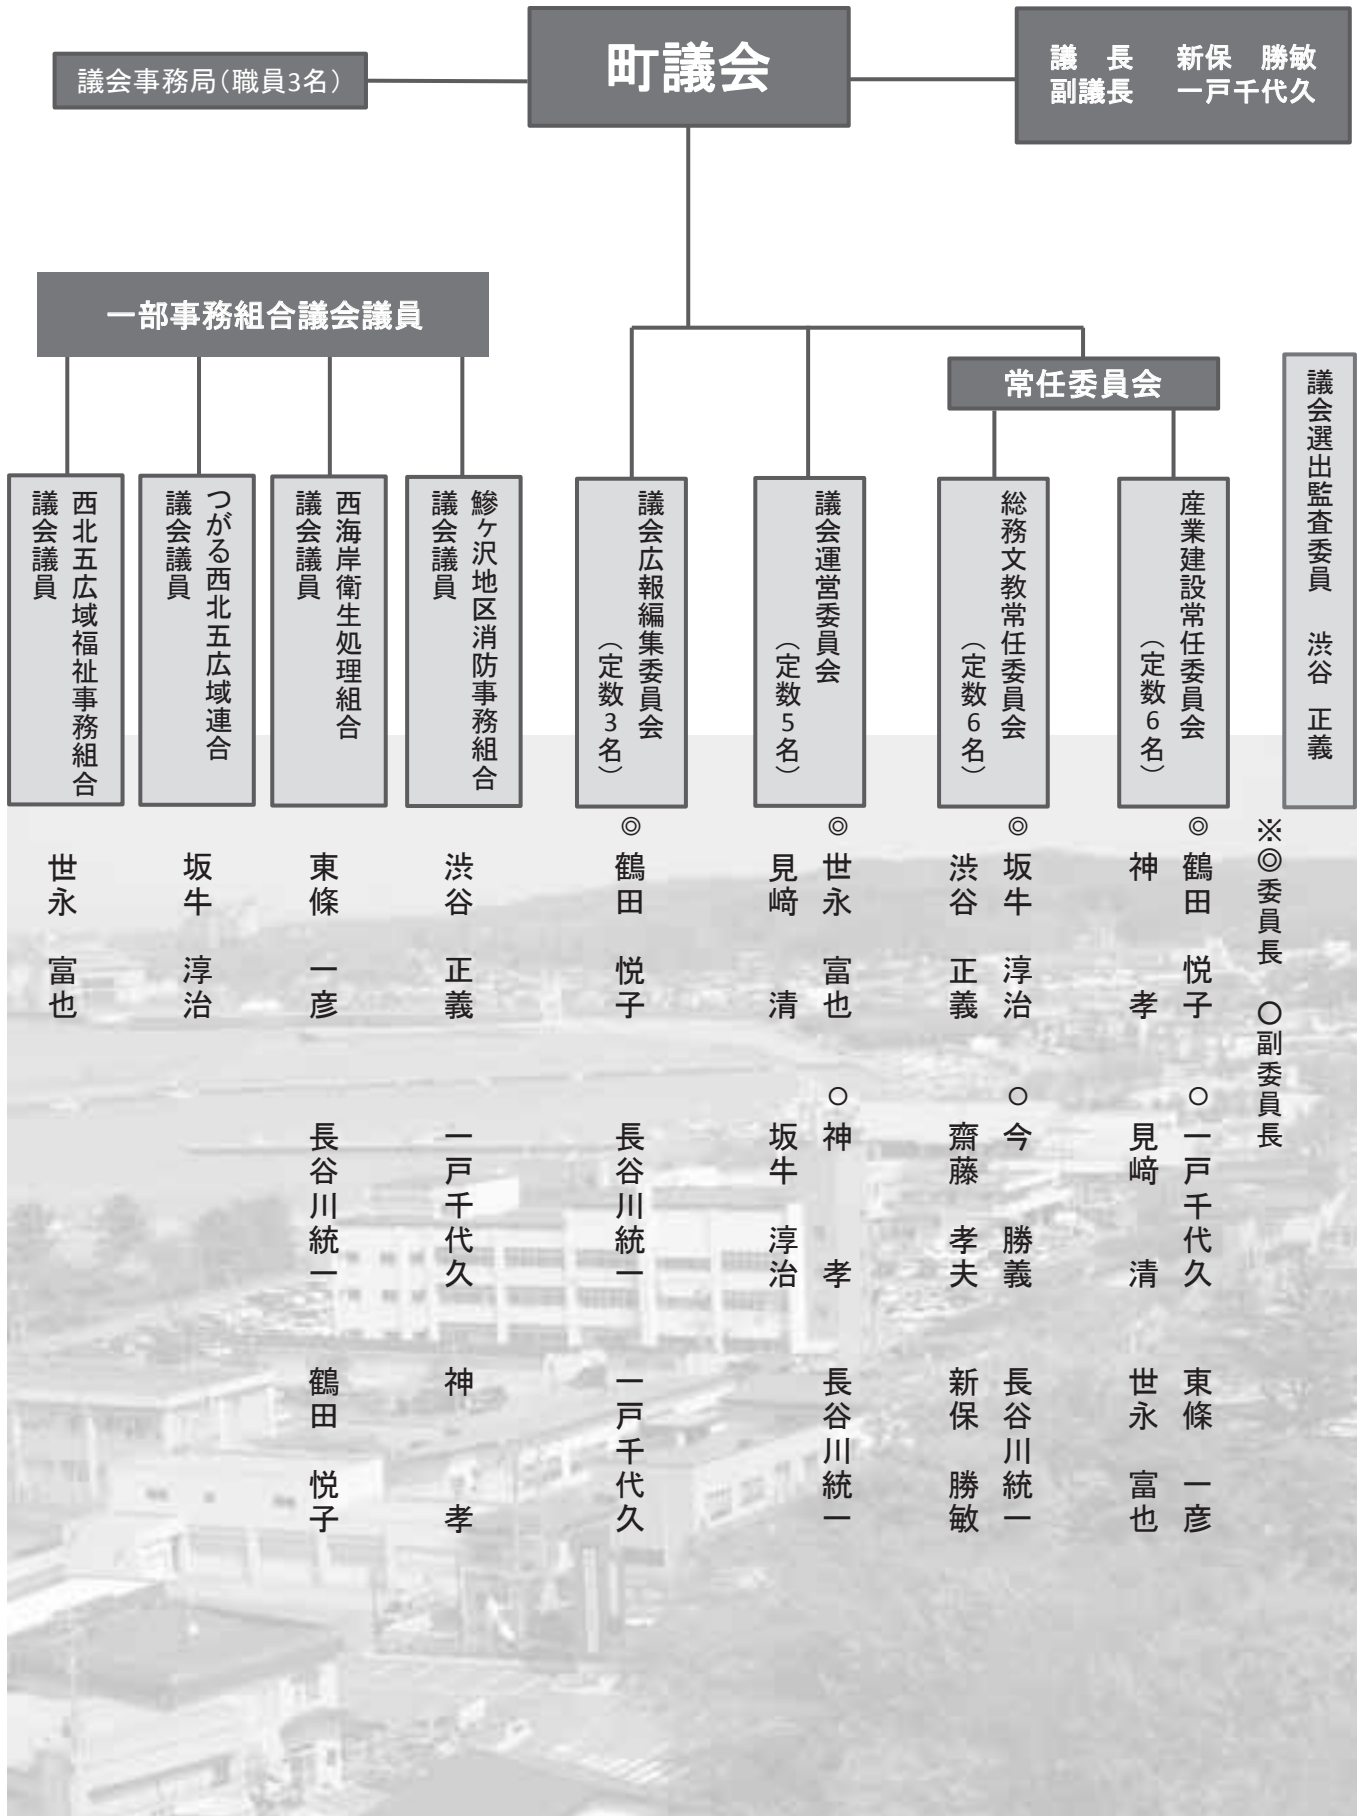 町議会
議会事務局（職員3名）
議　長　新保　勝敏
副議長　一戸千代久
一部事務組合議会議員
常任委員会
議会選出監査委員　渋谷　正義
※◎委員長　○副委員長
産業建設常任委員会
（定数6名）
◎鶴田　悦子　○一戸千代久　東條　一彦
神　孝　見﨑　清　世永　富也
総務文教常任委員会
（定数6名）
◎坂牛　淳治　○今　勝義　長谷川統一
渋谷　正義　齋藤　孝夫　新保　勝敏
議会運営委員会
（定数5名）
◎世永　富也　○神　孝　長谷川統一
見﨑　清　坂牛　淳治
議会広報編集委員会
（定数3名）
◎鶴田　悦子　長谷川統一　一戸千代久
鰺ヶ沢地区消防事務組合
議会議員
渋谷　正義　一戸千代久　神　孝
西海岸衛生処理組合
議会議員
東條　一彦　長谷川統一　鶴田　悦子
つがる西北五広域連合
議会議員
坂牛　淳治
西北五広域福祉事務組合
議会議員
世永　富也